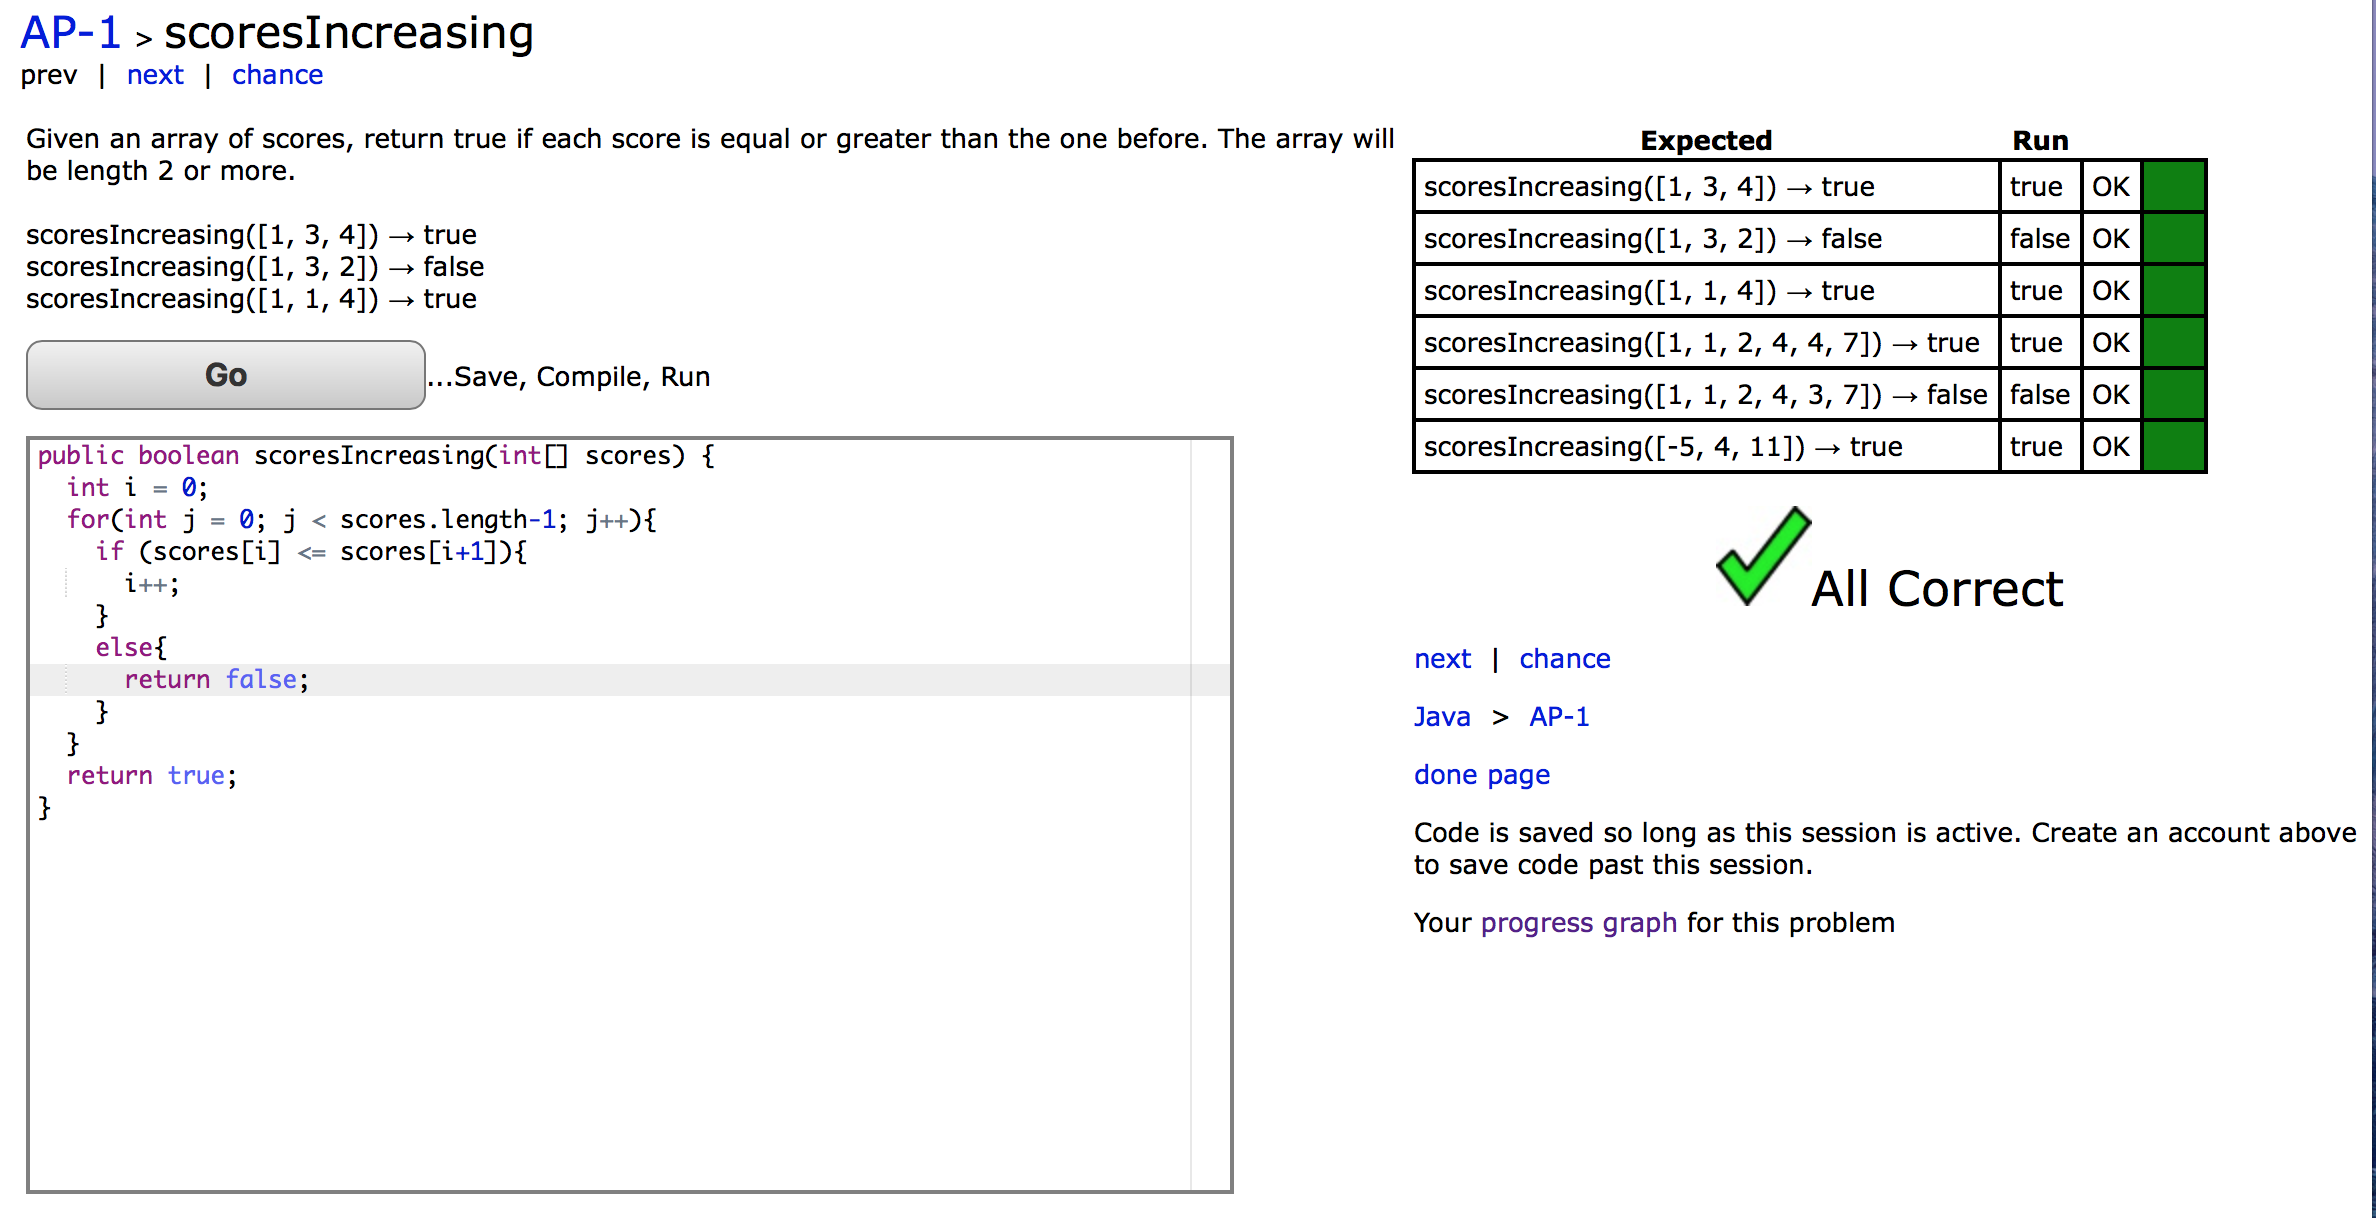 AP-1 > scoresIncreasing
prev | next | chance
Given an array of scores, return true if each score is equal or greater than the one before. The array will
be length 2 or more.
scoresIncreasing([1, 3, 4]) → true
scoresIncreasing([1, 3, 2]) → false
scoresIncreasing([1, 1, 4]) → true
Go ...Save, Compile, Run
public boolean scoresIncreasing(int[] scores) {
  int i = 0;
  for(int j = 0; j < scores.length-1; j++){
    if (scores[i] <= scores[i+1]){
      i++;
    }
    else{
      return false;
    }
  }
  return true;
}
Expected Run
scoresIncreasing([1, 3, 4]) → true true OK
scoresIncreasing([1, 3, 2]) → false false OK
scoresIncreasing([1, 1, 4]) → true true OK
scoresIncreasing([1, 1, 2, 4, 4, 7]) → true true OK
scoresIncreasing([1, 1, 2, 4, 3, 7]) → false false OK
scoresIncreasing([-5, 4, 11]) → true true OK
All Correct
next | chance
Java > AP-1
done page
Code is saved so long as this session is active. Create an account above
to save code past this session.
Your progress graph for this problem